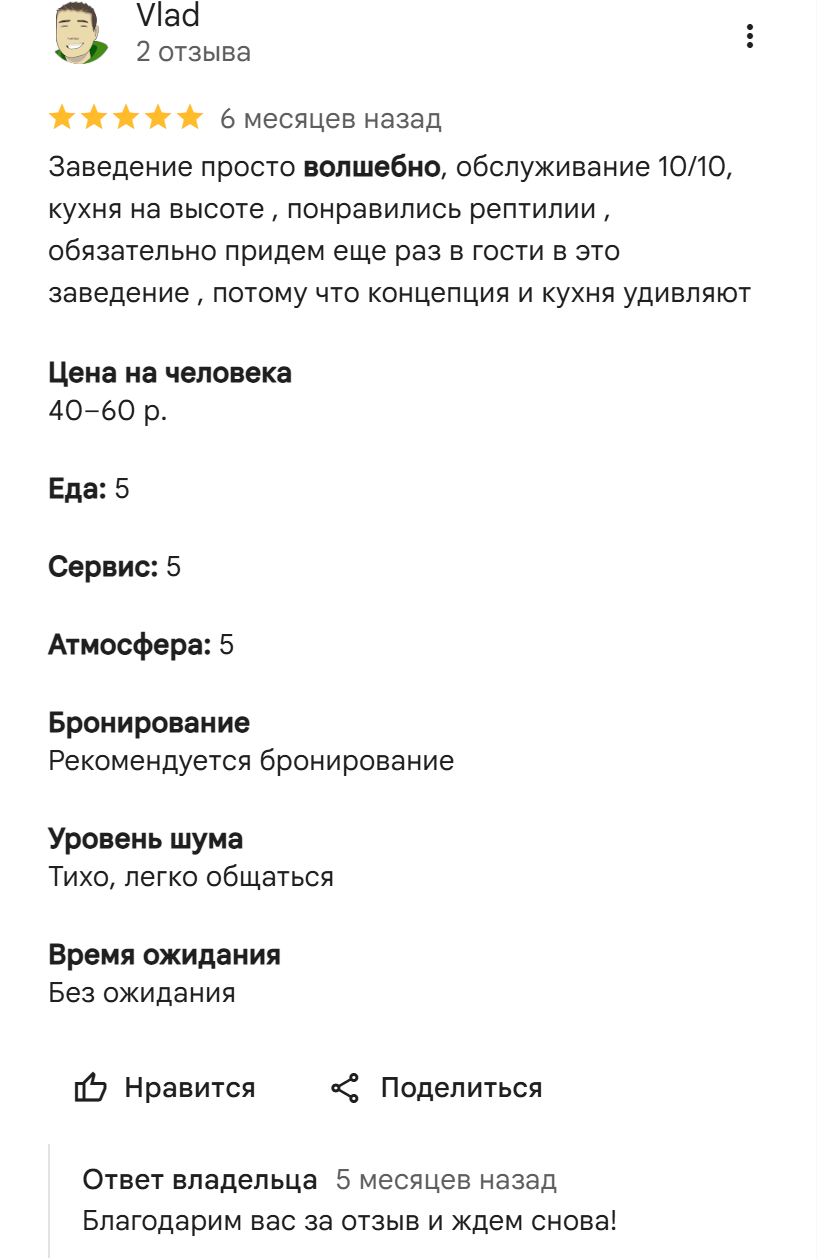 Vlad
2 отзыва
6 месяцев назад
Заведение просто волшебно, обслуживание 10/10,
кухня на высоте , понравились рептилии ,
обязательно придем еще раз в гости в это
заведение , потому что концепция и кухня удивляют
Цена на человека
40–60 р.
Еда: 5
Сервис: 5
Атмосфера: 5
Бронирование
Рекомендуется бронирование
Уровень шума
Тихо, легко общаться
Время ожидания
Без ожидания
Нравится Поделиться
Ответ владельца 5 месяцев назад
Благодарим вас за отзыв и ждем снова!